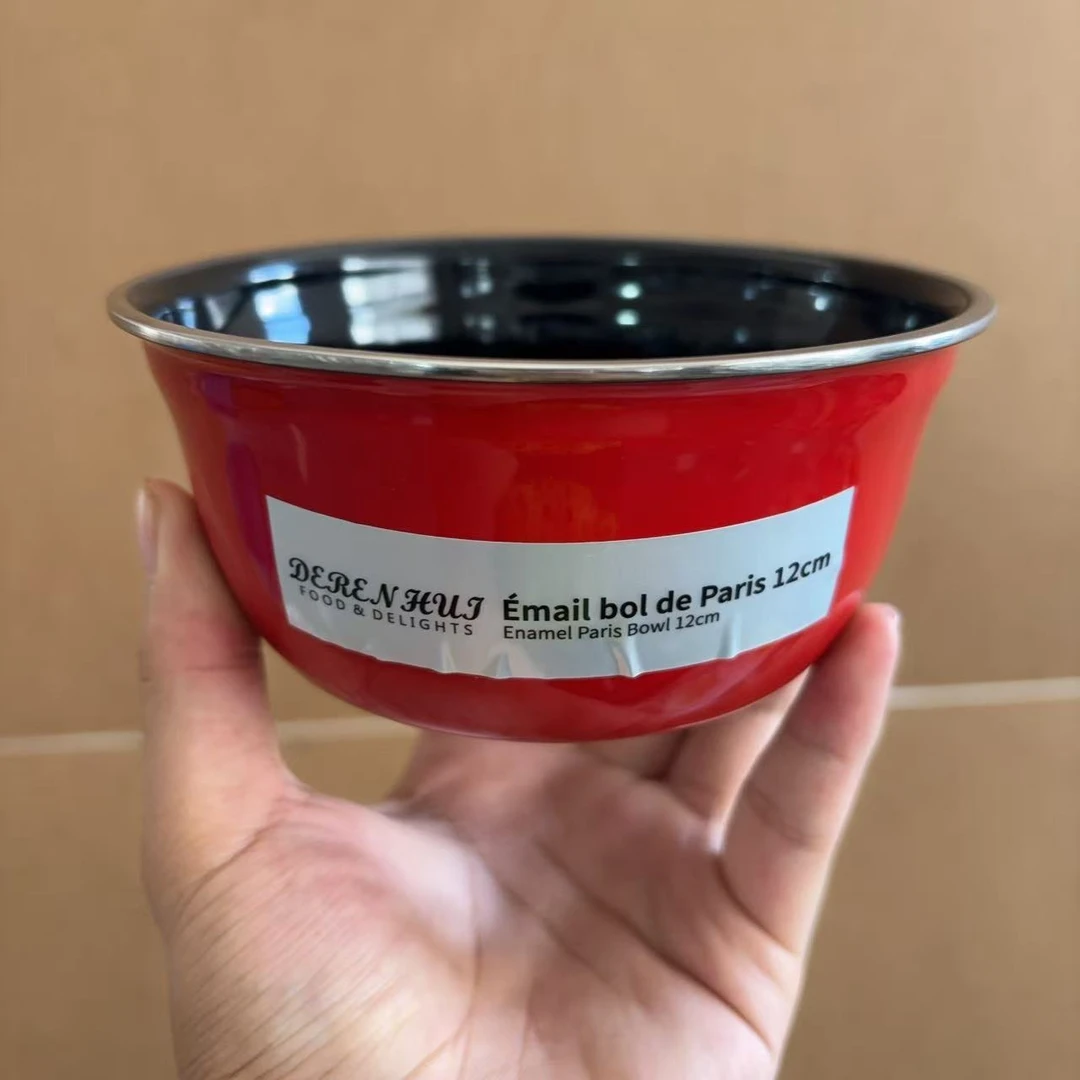 DEREN HUI
FOOD & DELIGHTS
Émail bol de Paris 12cm
Enamel Paris Bowl 12cm